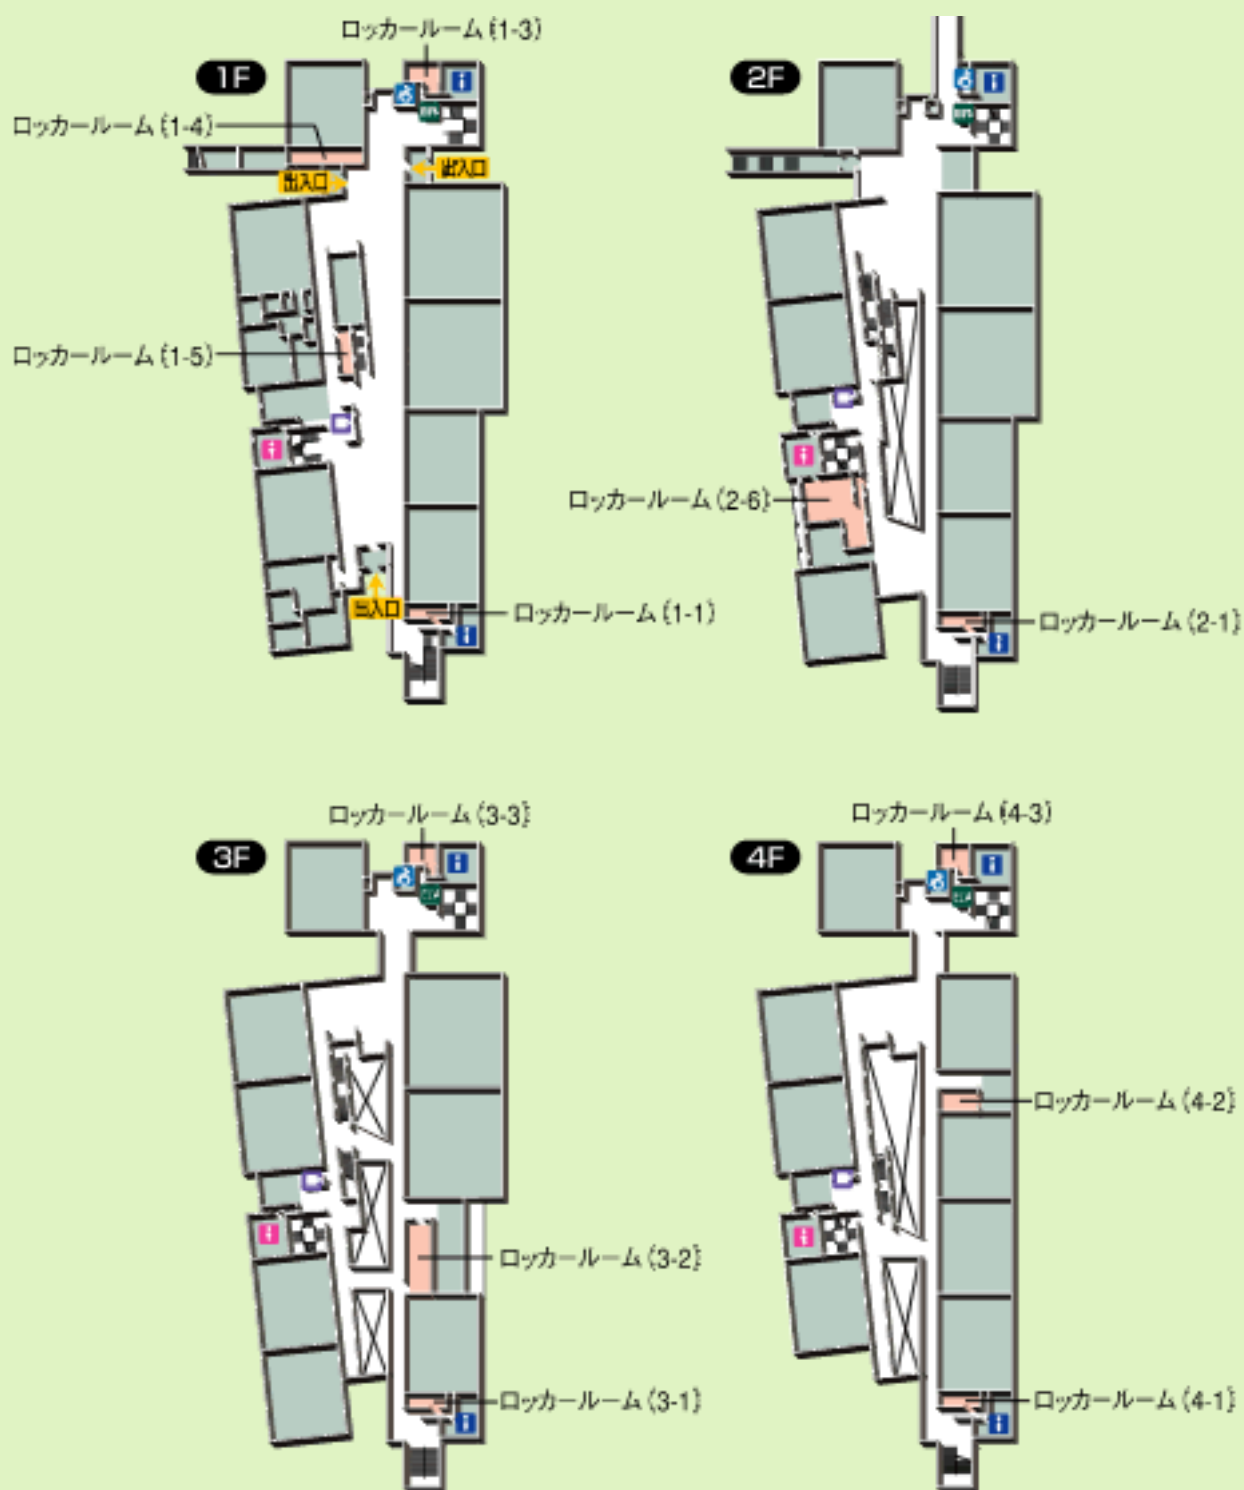 ロッカールーム (1-3)
1F
ロッカールーム (1-4)
出入口
出入口
ロッカールーム (1-5)
出入口
ロッカールーム (1-1)
2F
ロッカールーム (2-6)
ロッカールーム (2-1)
ロッカールーム (3-3)
3F
ロッカールーム (3-2)
ロッカールーム (3-1)
ロッカールーム (4-3)
4F
ロッカールーム (4-2)
ロッカールーム (4-1)